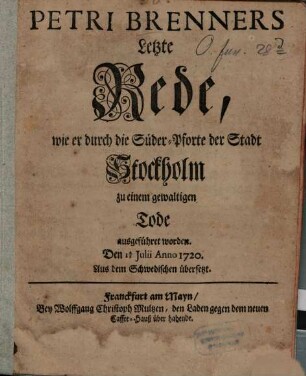 PETRI BRENNERS
Letzte
Rede,
wie er durch die Süder-Pforte der Stadt
Stockholm
zu einem gewaltigen
Tode
ausgeführet worden.
Den Julii Anno 1720.
Aus dem Schwedischen übersetzt.
Franckfurt am Mayn/
Bey Wolffgang Christoph Multzen, den Laden gegen dem neuen
Caffee-Hauß über habende.